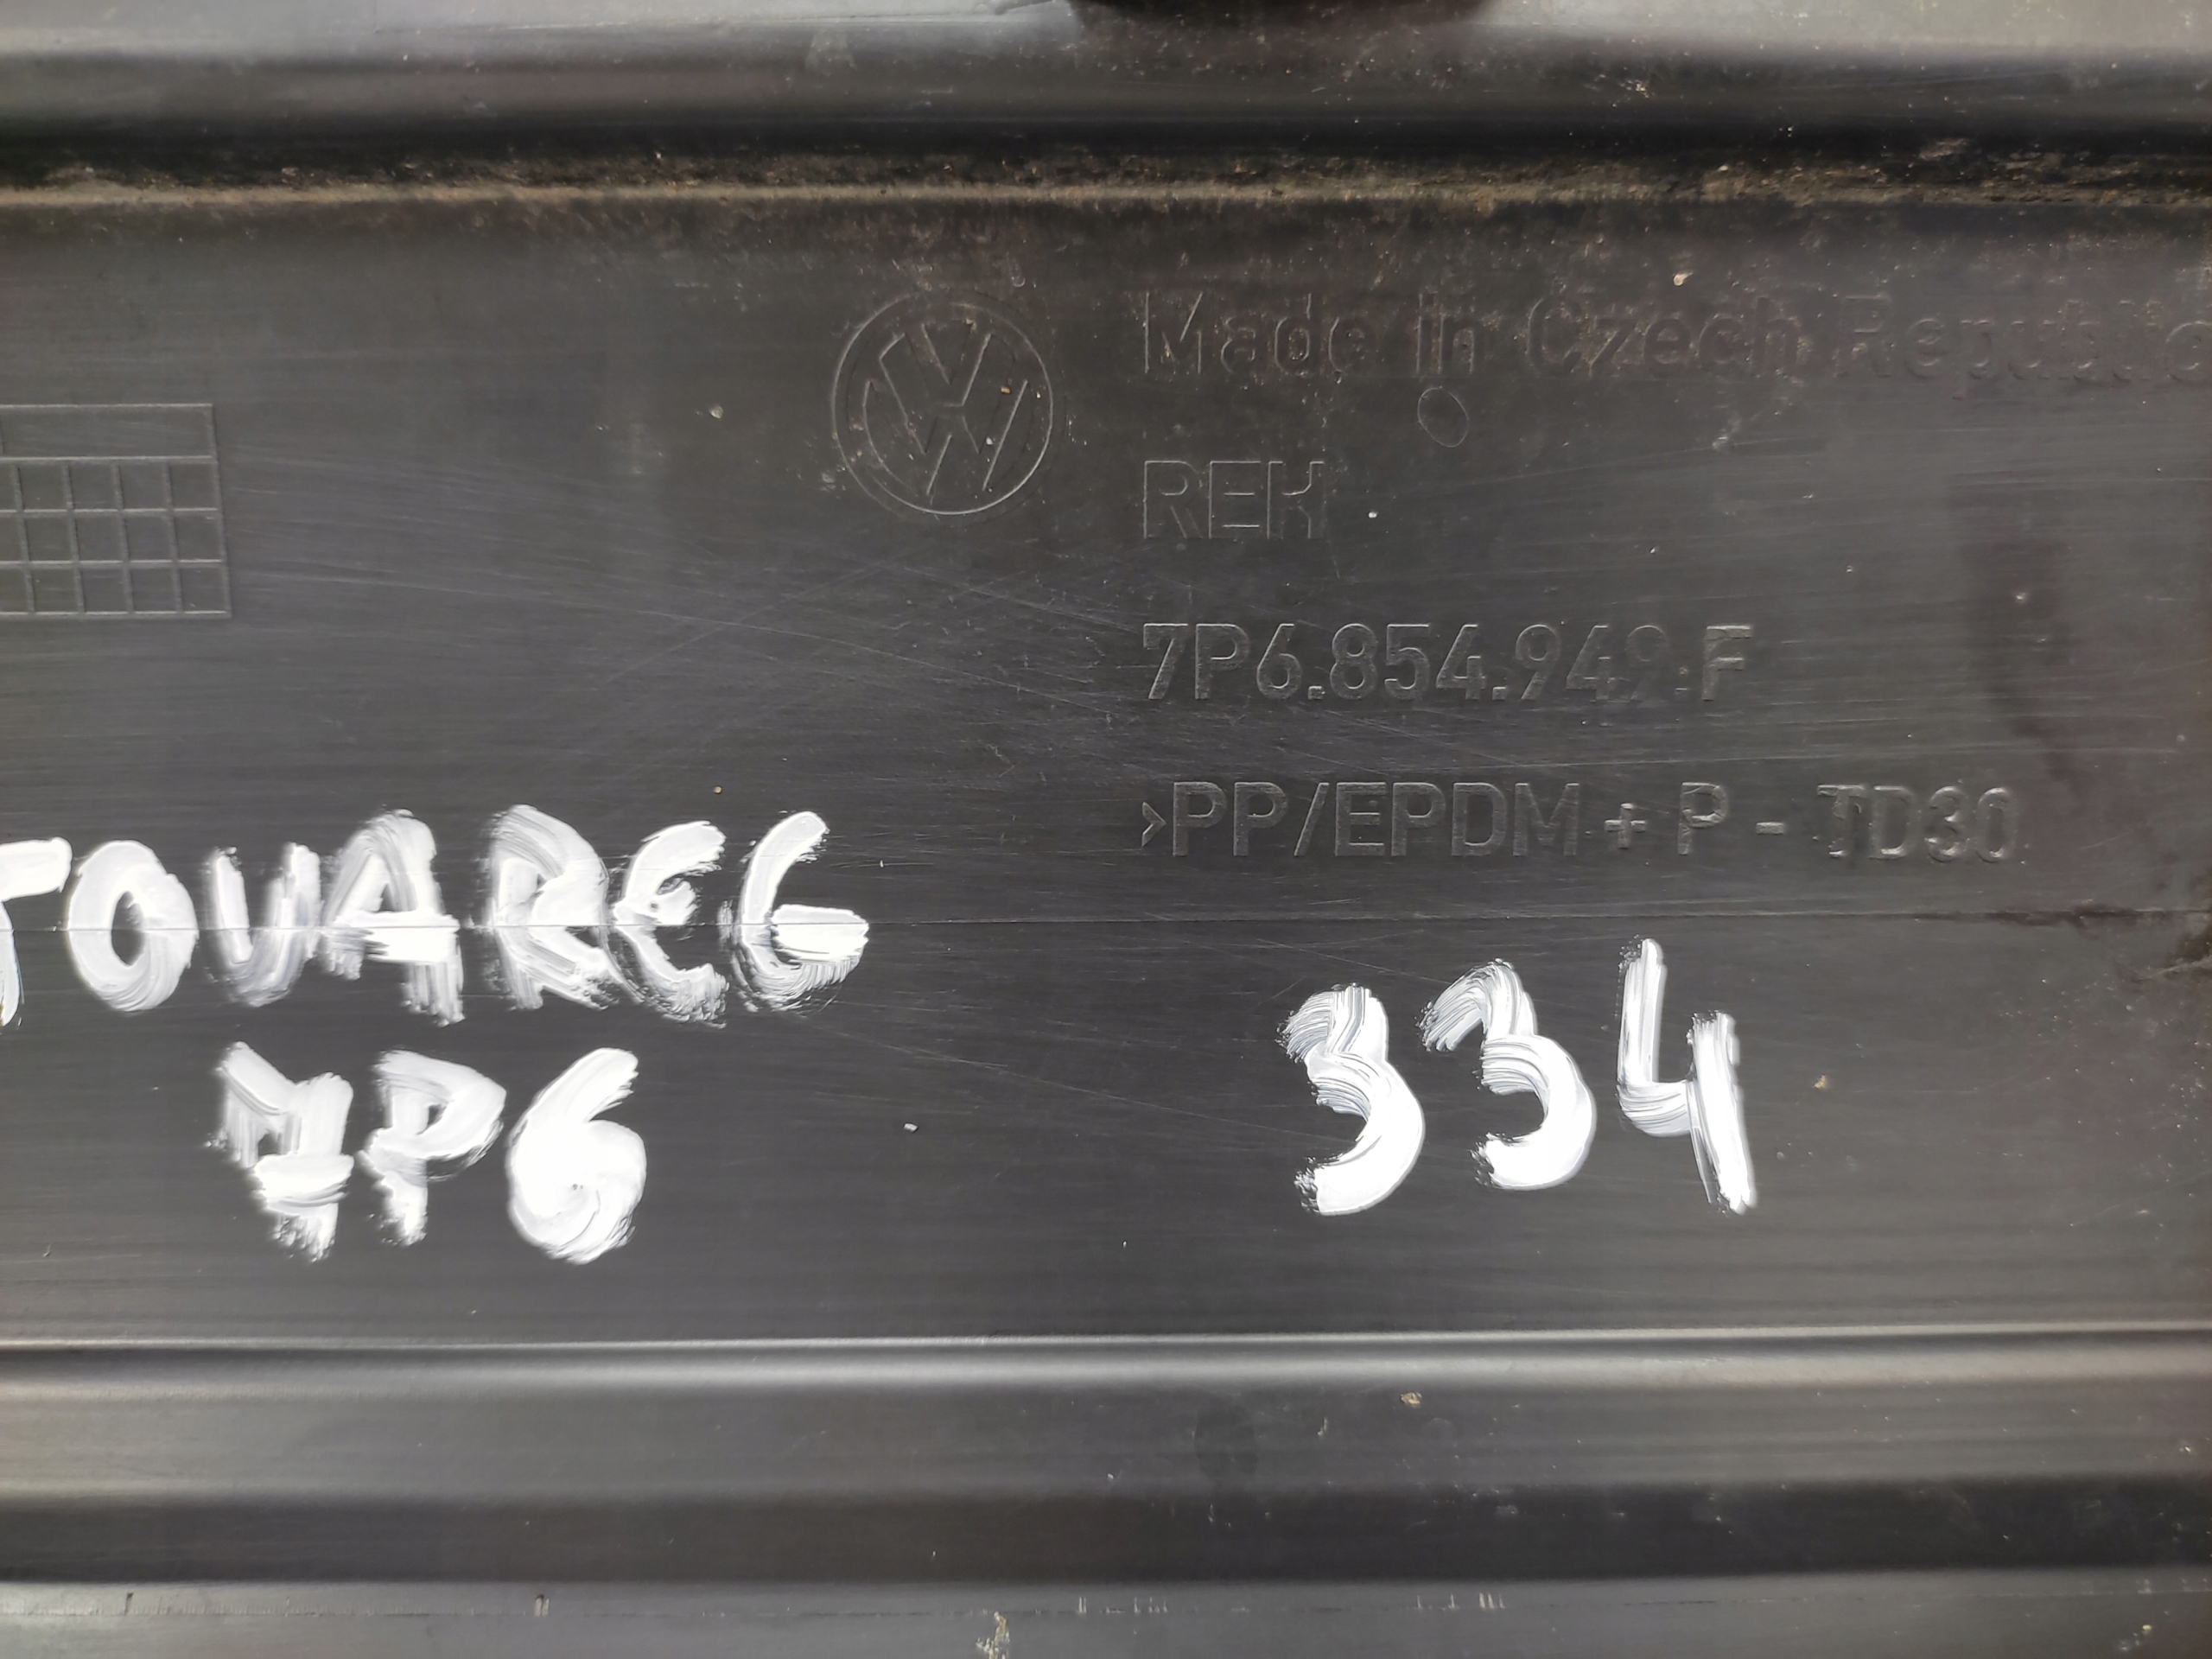 Made in Czech Republic
REH
7P6.854.949.F
>PP/EPDM + P - TD30
TOUAREG
7P6
334